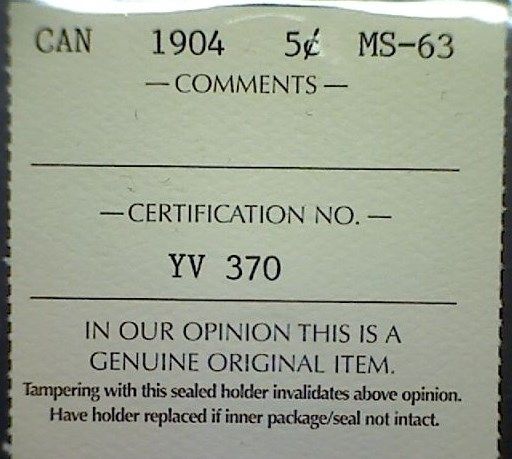 CAN 1904 5¢ MS-63
— COMMENTS —
— CERTIFICATION NO. —
YV 370
IN OUR OPINION THIS IS A
GENUINE ORIGINAL ITEM.
Tampering with this sealed holder invalidates above opinion.
Have holder replaced if inner package/seal not intact.